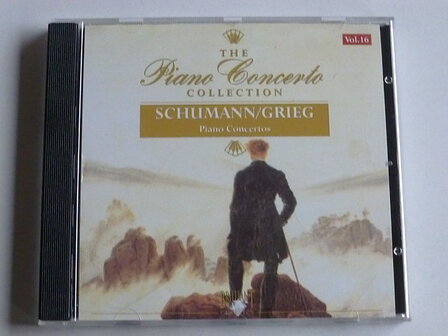 THE
Vol.16
Piano Concerto
COLLECTION
SCHUMANN/GRIEG
Piano Concertos